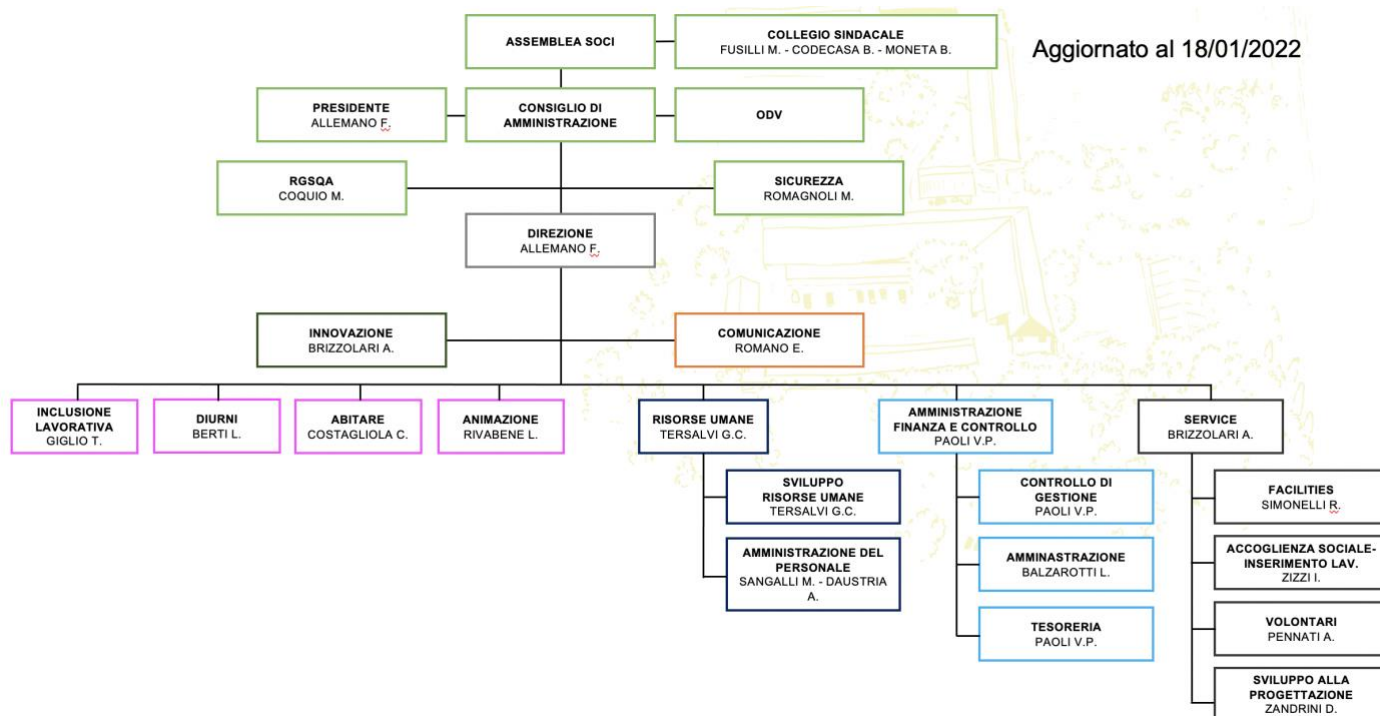 ASSEMBLEA SOCI
COLLEGIO SINDACALE
FUSILLI M. - CODECASA B. - MONETA B.
Aggiornato al 18/01/2022
PRESIDENTE
ALLEMANO F.
CONSIGLIO DI
AMMINISTRAZIONE
ODV
RGSQA
COQUIO M.
SICUREZZA
ROMAGNOLI M.
DIREZIONE
ALLEMANO F.
INNOVAZIONE
BRIZZOLARI A.
COMUNICAZIONE
ROMANO E.
INCLUSIONE
LAVORATIVA
GIGLIO T.
DIURNI
BERTI L.
ABITARE
COSTAGLIOLA C.
ANIMAZIONE
RIVABENE L.
RISORSE UMANE
TERSALVI G.C.
AMMINISTRAZIONE
FINANZA E CONTROLLO
PAOLI V.P.
SERVICE
BRIZZOLARI A.
SVILUPPO
RISORSE UMANE
TERSALVI G.C.
AMMINISTRAZIONE DEL
PERSONALE
SANGALLI M. - DAUSTRIA
A.
CONTROLLO DI
GESTIONE
PAOLI V.P.
AMMINASTRAZIONE
BALZAROTTI L.
TESORERIA
PAOLI V.P.
FACILITIES
SIMONELLI R.
ACCOGLIENZA SOCIALE-
INSERIMENTO LAV.
ZIZZI I.
VOLONTARI
PENNATI A.
SVILUPPO ALLA
PROGETTAZIONE
ZANDRINI D.